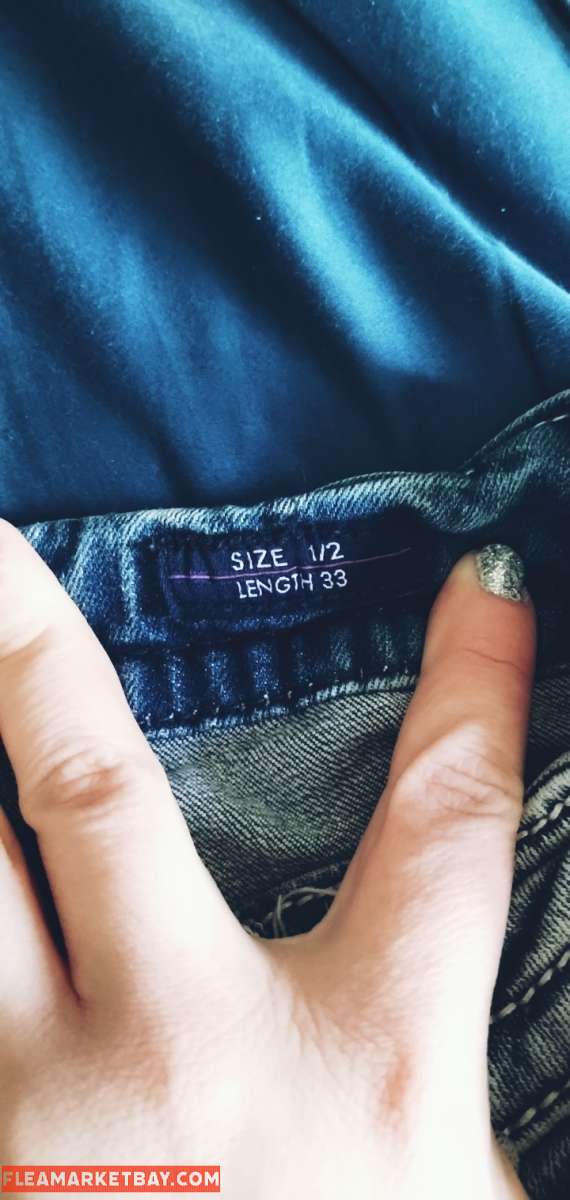 SIZE 1/2
LENGTH 33
FLEAMARKETBAY.COM